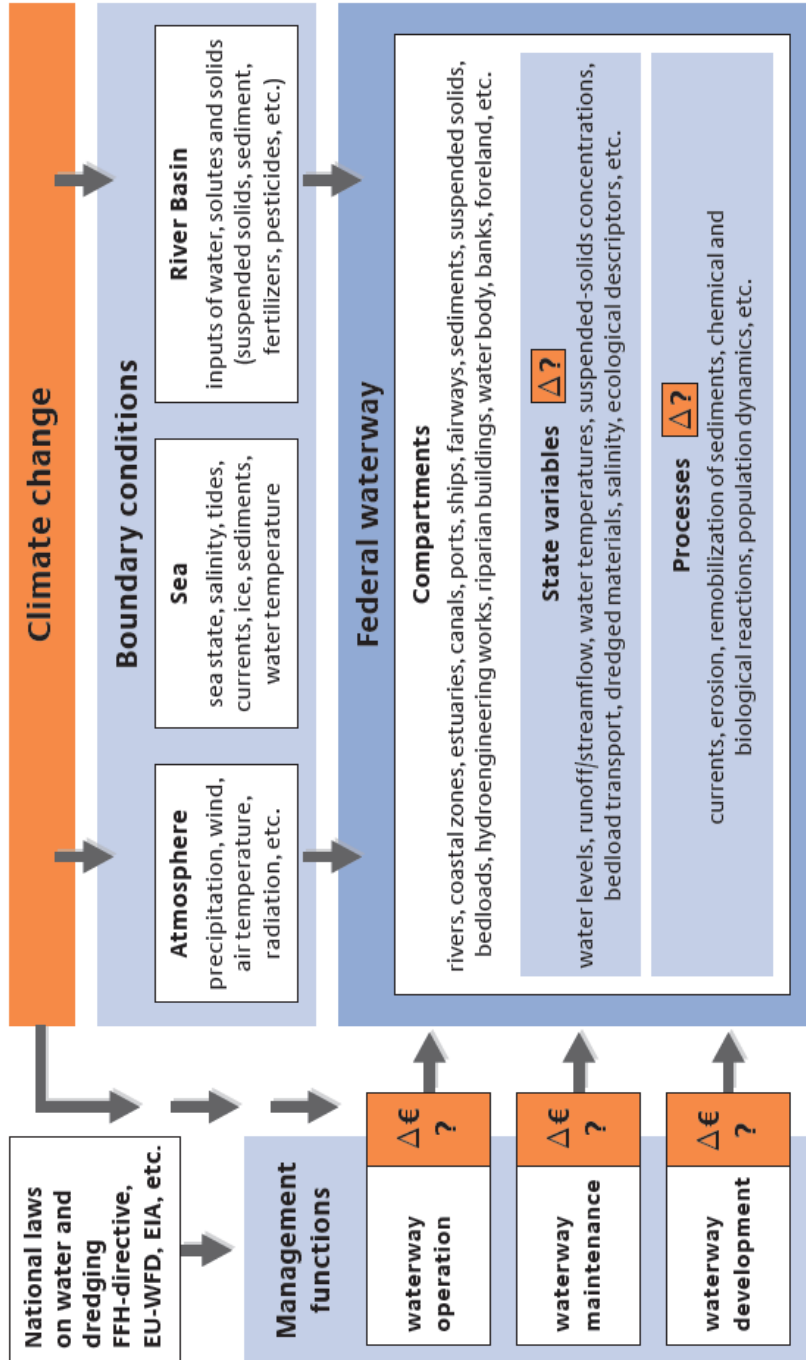 National laws
on water and
dredging
FFH-directive,
EU-WFD, EIA, etc.
Climate change
Boundary conditions
Atmosphere
precipitation, wind,
air temperature,
radiation, etc.
Sea
sea state, salinity, tides,
currents, ice, sediments,
water temperature
River Basin
inputs of water, solutes and solids
(suspended solids, sediment,
fertilizers, pesticides, etc.)
Management
functions
waterway
operation
Δ€
?
waterway
maintenance
Δ€
?
waterway
development
Δ€
?
Federal waterway
Compartments
rivers, coastal zones, estuaries, canals, ports, ships, fairways, sediments, suspended solids,
bedloads, hydroengineering works, riparian buildings, water body, banks, foreland, etc.
State variables Δ?
water levels, runoff/streamflow, water temperatures, suspended-solids concentrations,
bedload transport, dredged materials, salinity, ecological descriptors, etc.
Processes Δ?
currents, erosion, remobilization of sediments, chemical and
biological reactions, population dynamics, etc.